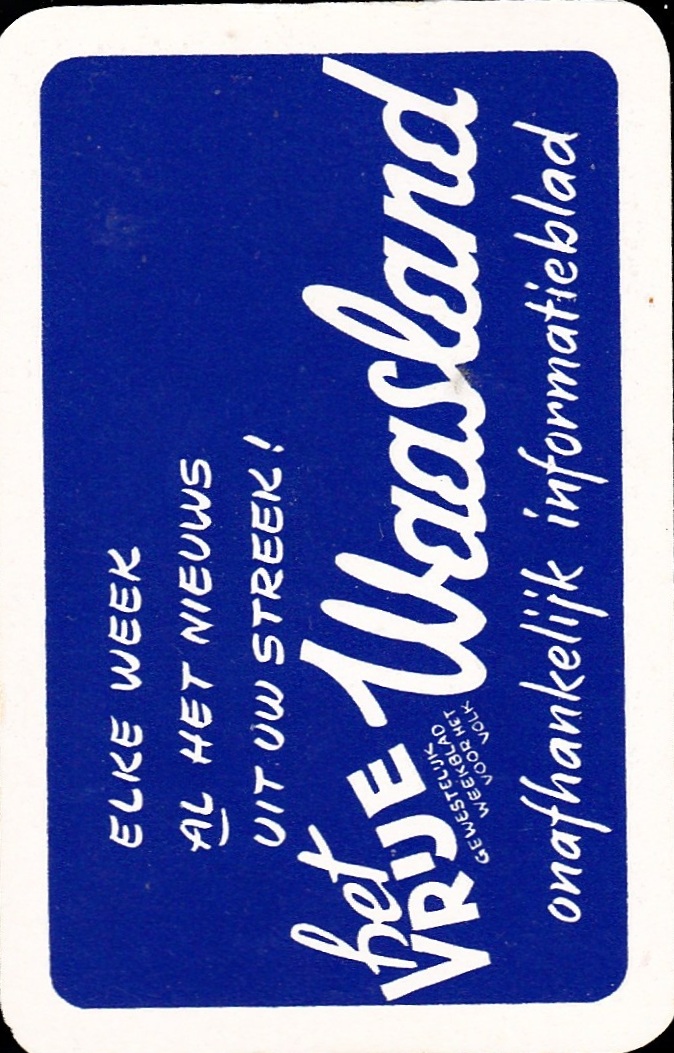 ELKE WEEK
AL HET NIEUWS
UIT UW STREEK!
het
VRIJE Waasland
GEWESTELIJK
WEEKBLAD
WEEKBLAD HET
VOOR VOLK
onafhankelijk informatieblad